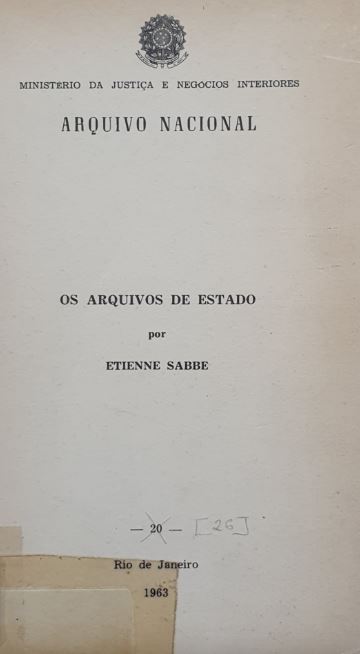 MINISTÉRIO DA JUSTIÇA E NEGÓCIOS INTERIORES
ARQUIVO NACIONAL
OS ARQUIVOS DE ESTADO
por
ETIENNE SABBE
— 20 — [26]
Rio de Janeiro
1963